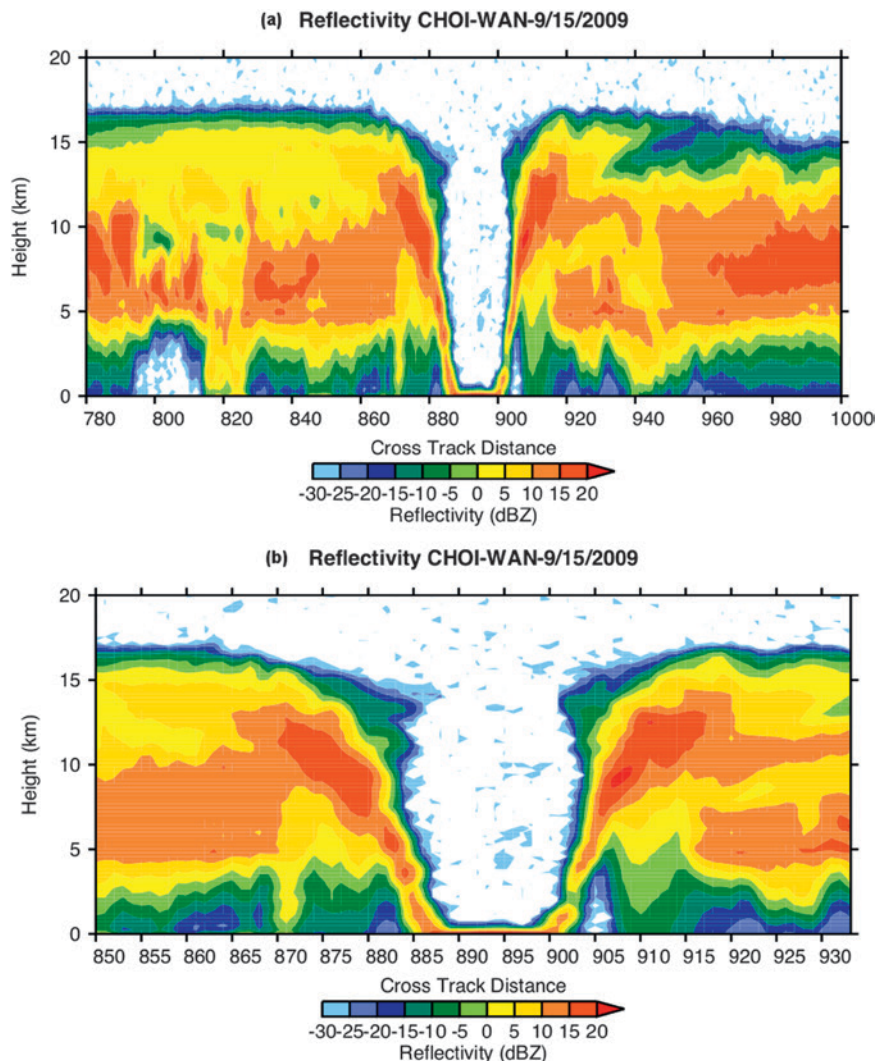 (a) Reflectivity CHOI-WAN-9/15/2009
20
15
10
5
0
Height (km)
780 800 820 840 860 880 900 920 940 960 980 1000
Cross Track Distance
-30-25-20-15-10 -5 0 5 10 15 20
Reflectivity (dBZ)
(b) Reflectivity CHOI-WAN-9/15/2009
20
15
10
5
0
Height (km)
850 855 860 865 870 875 880 885 890 895 900 905 910 915 920 925 930
Cross Track Distance
-30-25-20-15-10 -5 0 5 10 15 20
Reflectivity (dBZ)